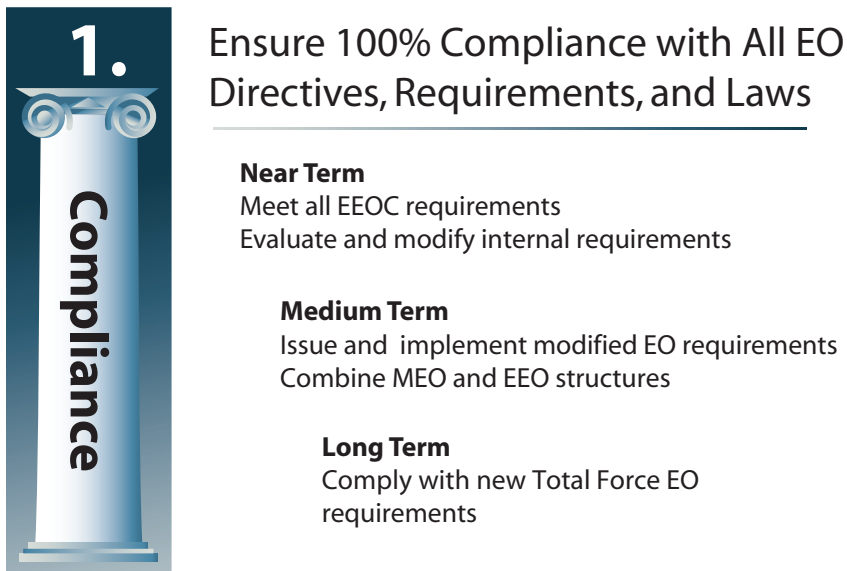 1.
Compliance
Ensure 100% Compliance with All EO
Directives, Requirements, and Laws
Near Term
Meet all EEOC requirements
Evaluate and modify internal requirements
Medium Term
Issue and implement modified EO requirements
Combine MEO and EEO structures
Long Term
Comply with new Total Force EO
requirements